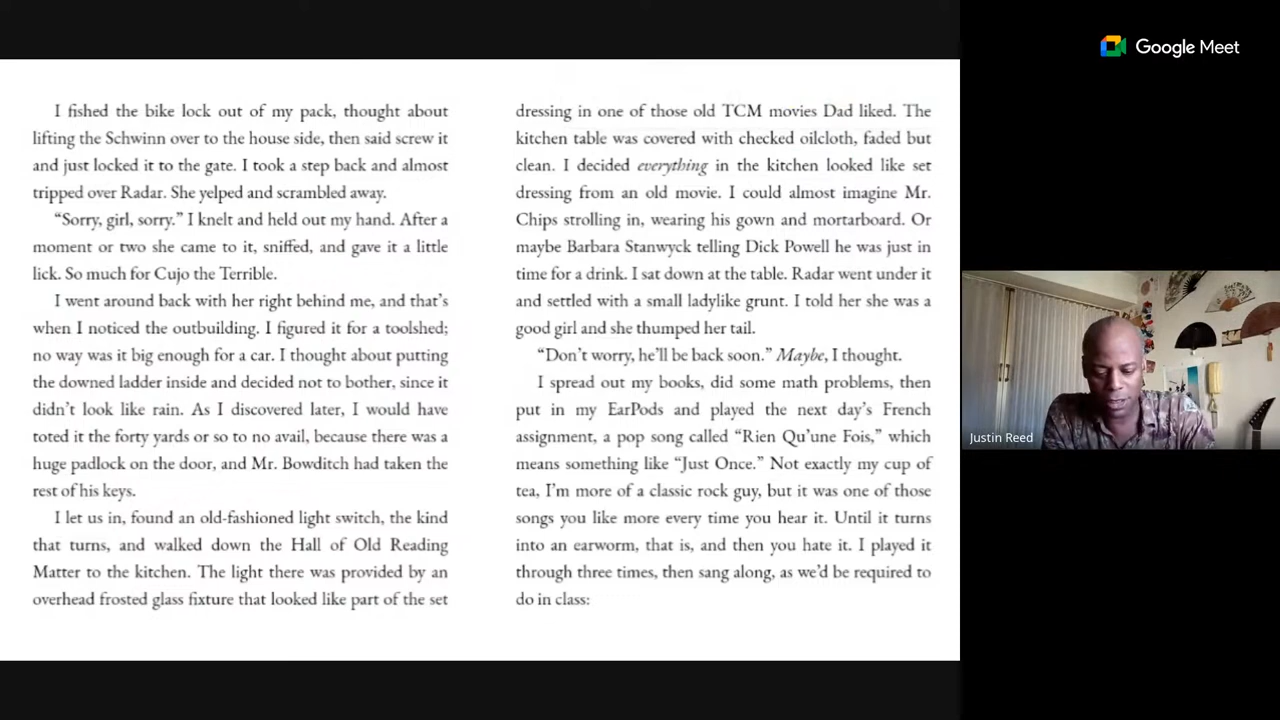 I fished the bike lock out of my pack, thought about
lifting the Schwinn over to the house side, then said screw it
and just locked it to the gate. I took a step back and almost
tripped over Radar. She yelped and scrambled away.
“Sorry, girl, sorry.” I knelt and held out my hand. After a
moment or two she came to it, sniffed, and gave it a little
lick. So much for Cujo the Terrible.
I went around back with her right behind me, and that’s
when I noticed the outbuilding. I figured it for a toolshed;
no way was it big enough for a car. I thought about putting
the downed ladder inside and decided not to bother, since it
didn’t look like rain. As I discovered later, I would have
toted it the forty yards or so to no avail, because there was a
huge padlock on the door, and Mr. Bowditch had taken the
rest of his keys.
I let us in, found an old-fashioned light switch, the kind
that turns, and walked down the Hall of Old Reading
Matter to the kitchen. The light there was provided by an
overhead frosted glass fixture that looked like part of the set
dressing in one of those old TCM movies Dad liked. The
kitchen table was covered with checked oilcloth, faded but
clean. I decided everything in the kitchen looked like set
dressing from an old movie. I could almost imagine Mr.
Chips strolling in, wearing his gown and mortarboard. Or
maybe Barbara Stanwyck telling Dick Powell he was just in
time for a drink. I sat down at the table. Radar went under it
and settled with a small ladylike grunt. I told her she was a
good girl and she thumped her tail.
“Don’t worry, he’ll be back soon.” Maybe, I thought.
I spread out my books, did some math problems, then
put in my EarPods and played the next day’s French
assignment, a pop song called “Rien Qu’une Fois,” which
means something like “Just Once.” Not exactly my cup of
tea, I’m more of a classic rock guy, but it was one of those
songs you like more every time you hear it. Until it turns
into an earworm, that is, and then you hate it. I played it
through three times, then sang along, as we’d be required to
do in class:
Google Meet
Justin Reed